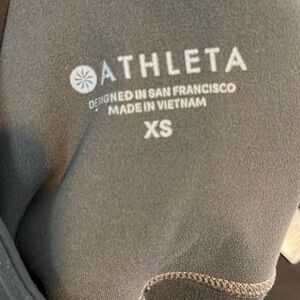 ATHLETA
DESIGNED IN SAN FRANCISCO
MADE IN VIETNAM
XS